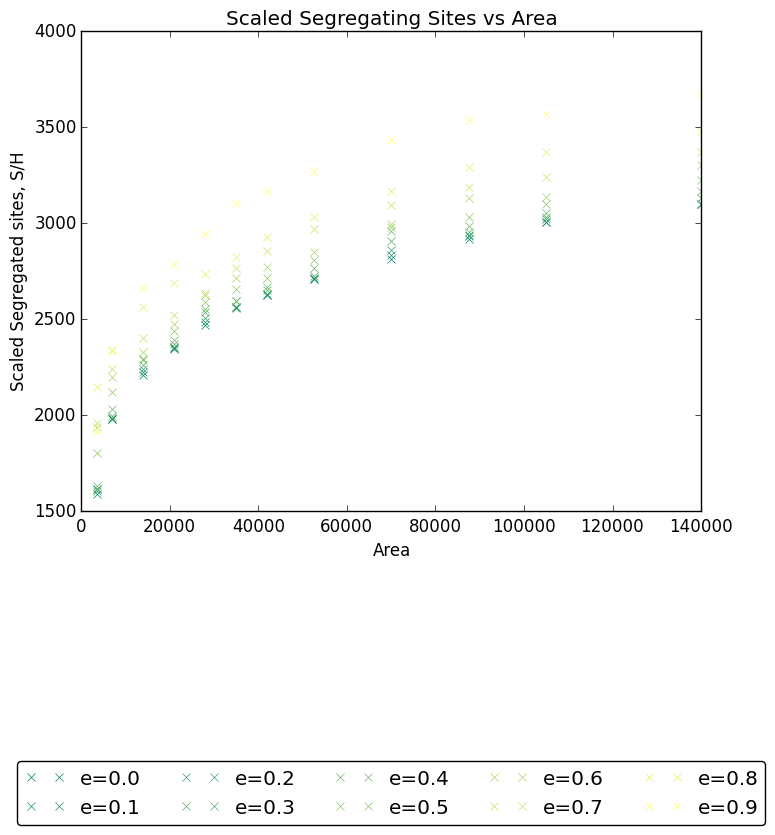 Scaled Segregating Sites vs Area
4000
3500
3000
2500
2000
1500
Scaled Segregated sites, S/H
0 20000 40000 60000 80000 100000 120000 140000
Area
e=0.0 e=0.2 e=0.4 e=0.6 e=0.8
e=0.1 e=0.3 e=0.5 e=0.7 e=0.9